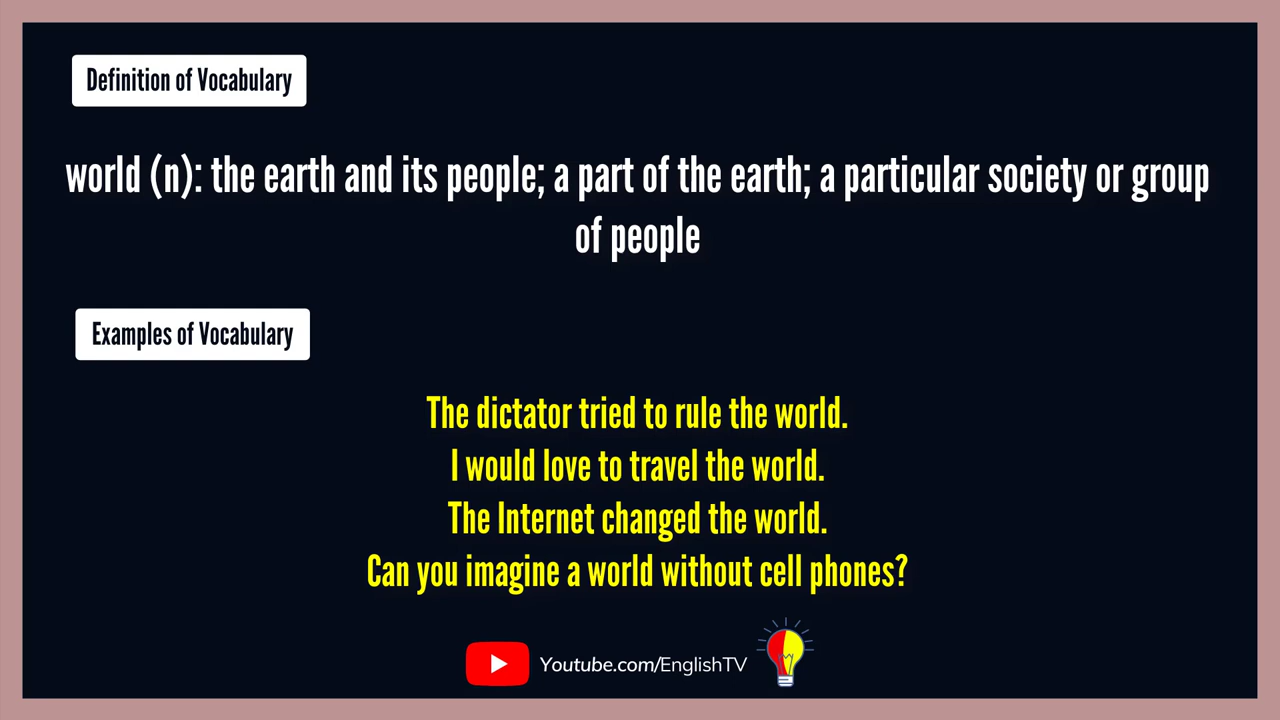 Definition of Vocabulary
world (n): the earth and its people; a part of the earth; a particular society or group
of people
Examples of Vocabulary
The dictator tried to rule the world.
I would love to travel the world.
The Internet changed the world.
Can you imagine a world without cell phones?
Youtube.com/EnglishTV